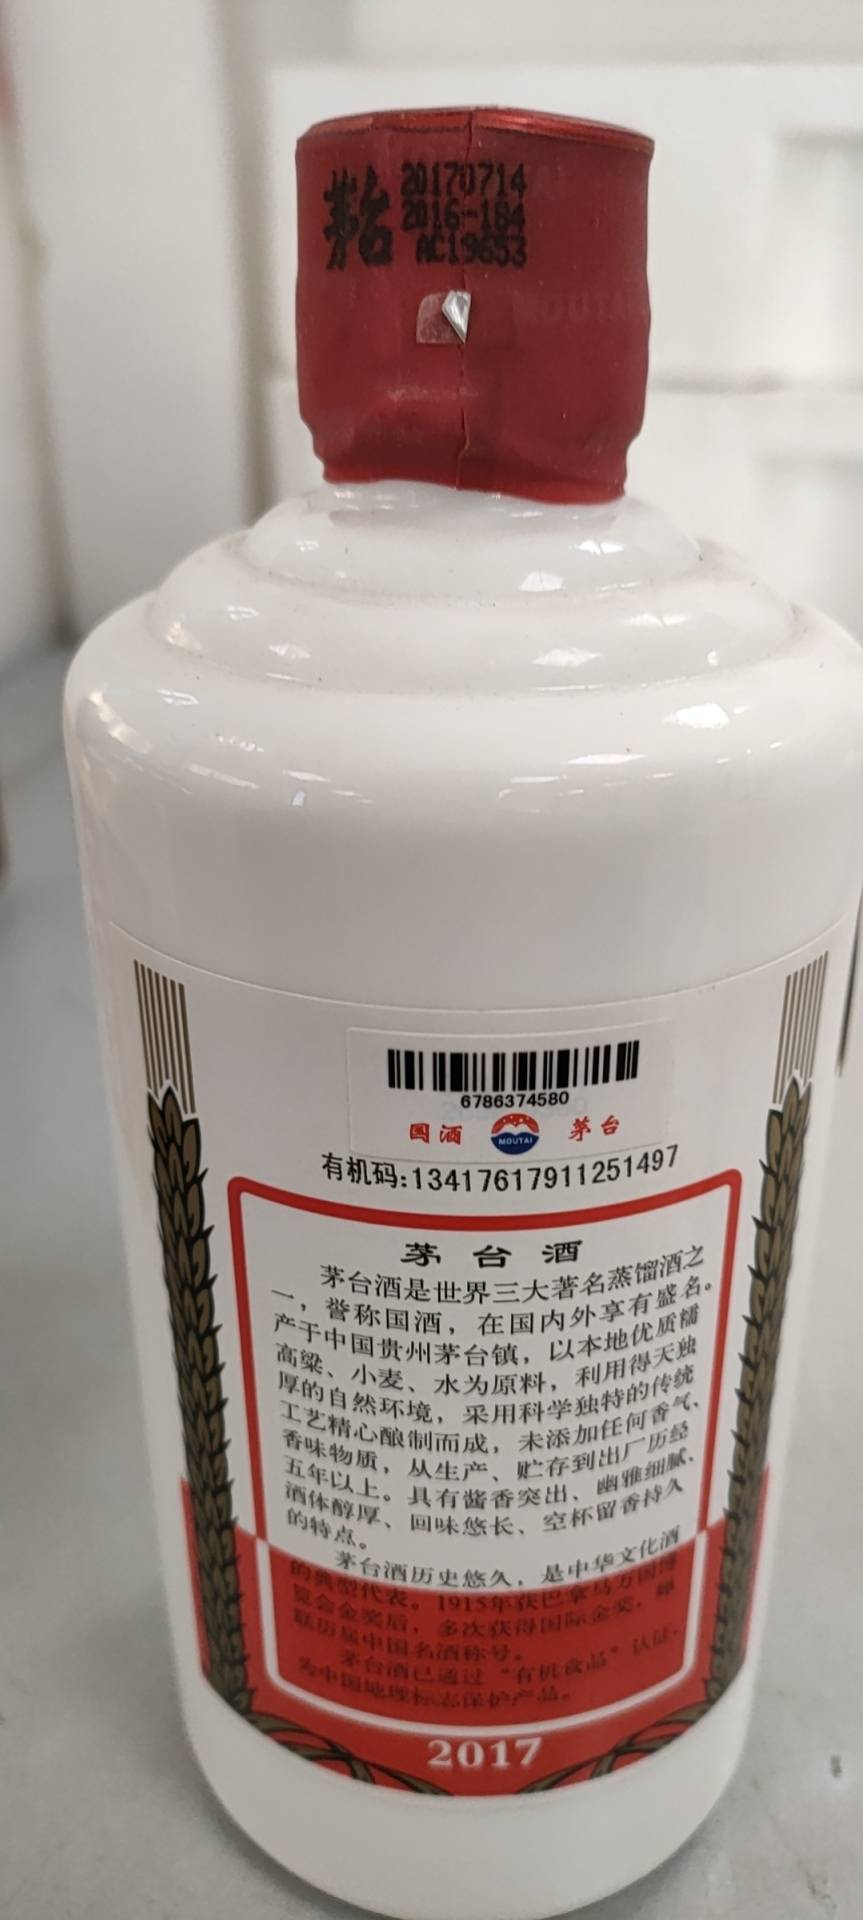 茅台
20170714
2016-184
AC19653
6786374580
国酒 MOUTAI 茅台
有机码:13417617911251497
茅台酒
茅台酒是世界三大著名蒸馏酒之
一，誉称国酒，在国内外享有盛名。
产于中国贵州茅台镇，以本地优质糯
高粱、小麦、水为原料，利用得天独
厚的自然环境，采用科学独特的传统
工艺精心酿制而成，未添加任何香气、
香味物质，从生产、贮存到出厂历经
五年以上。具有酱香突出、幽雅细腻、
酒体醇厚、回味悠长、空杯留香持久
的特点。
茅台酒历史悠久，是中华文化酒
的典型代表。1915年获巴拿马万国博
览会金奖后，多次获得国际金奖，蝉
联历届中国名酒称号。
茅台酒已通过“有机食品”认证，
为中国地理标志保护产品。
2017